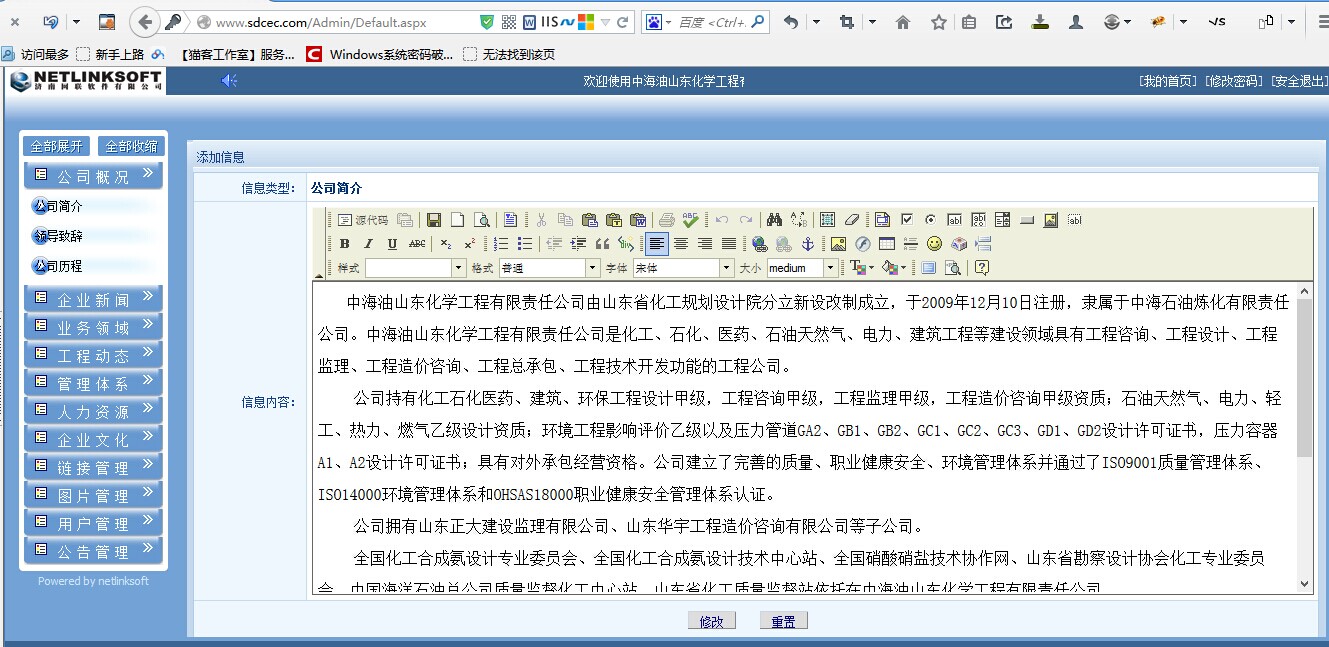 www.sdcec.com/Admin/Default.aspx
IIS
百度 <Ctrl+.
访问最多 新手上路 【猫客工作室】服务... Windows系统密码破... 无法找到该页
NETLINKSOFT
济南网联软件有限公司
欢迎使用中海油山东化学工程有
[我的首页] [修改密码] [安全退出]
全部展开 全部收缩
公司概况
公司简介
领导致辞
公司历程
企业新闻
业务领域
工程动态
管理体系
人力资源
企业文化
链接管理
图片管理
用户管理
公告管理
Powered by netlinksoft
添加信息
信息类型： 公司简介
信息内容：
源代码
B I U ABC x₂ x²
样式 格式 普通 字体 宋体 大小 medium
中海油山东化学工程有限责任公司由山东省化工规划设计院分立新设改制成立，于2009年12月10日注册，隶属于中海石油炼化有限责任
公司。中海油山东化学工程有限责任公司是化工、石化、医药、石油天然气、电力、建筑工程等建设领域具有工程咨询、工程设计、工程
监理、工程造价咨询、工程总承包、工程技术开发功能的工程公司。
公司持有化工石化医药、建筑、环保工程设计甲级，工程咨询甲级，工程监理甲级，工程造价咨询甲级资质；石油天然气、电力、轻
工、热力、燃气乙级设计资质；环境工程影响评价乙级以及压力管道GA2、GB1、GB2、GC1、GC2、GC3、GD1、GD2设计许可证书，压力容器
A1、A2设计许可证书；具有对外承包经营资格。公司建立了完善的质量、职业健康安全、环境管理体系并通过了ISO9001质量管理体系、
ISO14000环境管理体系和OHSAS18000职业健康安全管理体系认证。
公司拥有山东正大建设监理有限公司、山东华宇工程造价咨询有限公司等子公司。
全国化工合成氨设计专业委员会、全国化工合成氨设计技术中心站、全国硝酸硝盐技术协作网、山东省勘察设计协会化工专业委员
会、中国海洋石油总公司质量监督化工中心站、山东省化工质量监督站依托在中海油山东化学工程有限责任公司
修改 重置